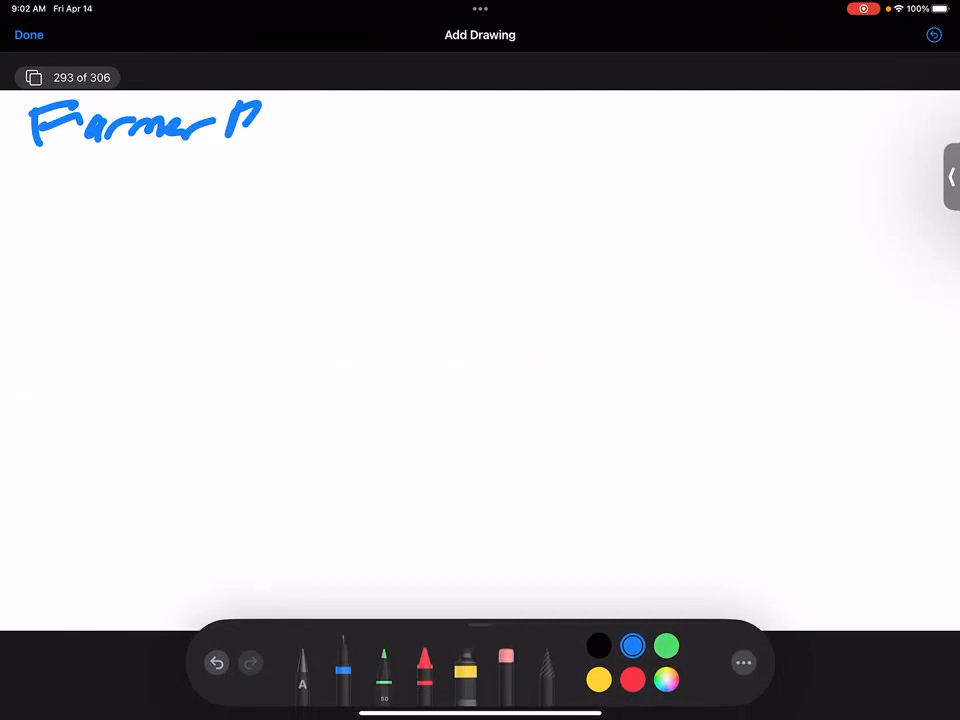 9:02 AM Fri Apr 14
100%
Done
Add Drawing
293 of 306
Farmer
A
50